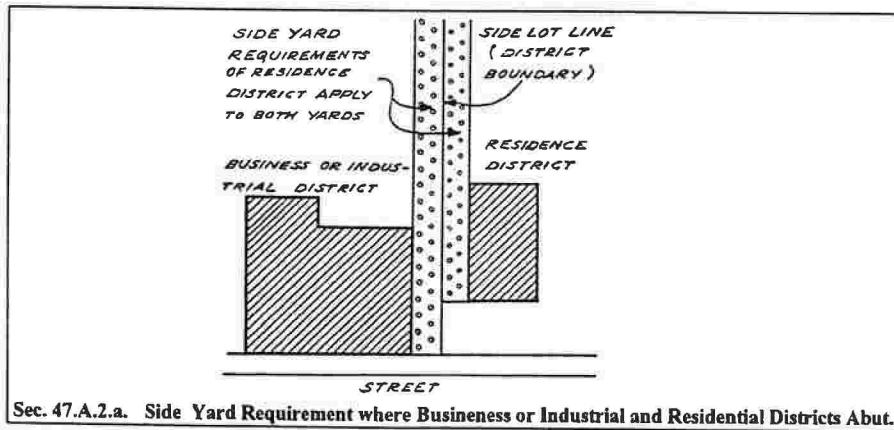 SIDE YARD
REQUIREMENTS
OF RESIDENCE
DISTRICT APPLY
TO BOTH YARDS
SIDE LOT LINE
(DISTRICT
BOUNDARY)
BUSINESS OR INDUS-
TRIAL DISTRICT
RESIDENCE
DISTRICT
STREET
Sec. 47.A.2.a. Side Yard Requirement where Busineness or Industrial and Residential Districts Abut.